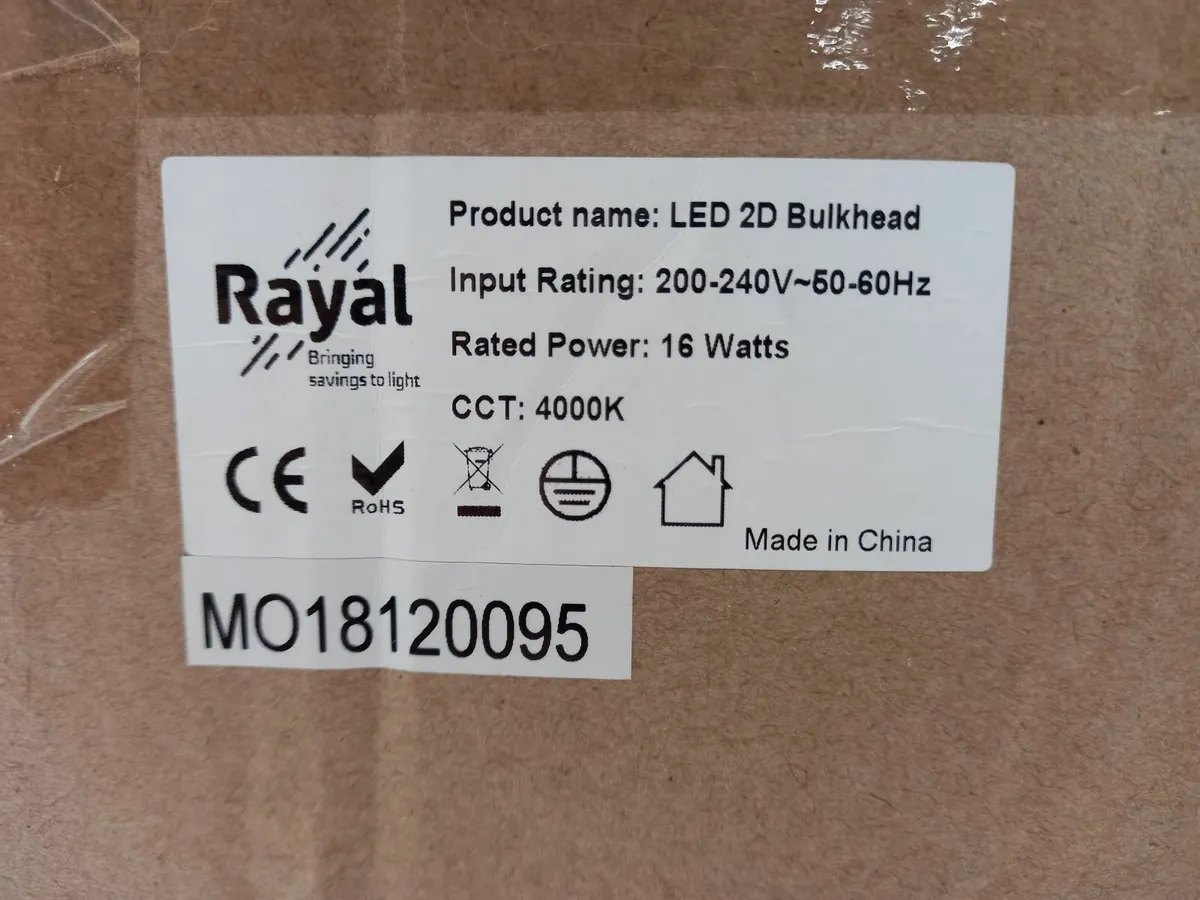 Rayal
Bringing
savings to light
Product name: LED 2D Bulkhead
Input Rating: 200-240V~50-60Hz
Rated Power: 16 Watts
CCT: 4000K
CE
RoHS
Made in China
MO18120095